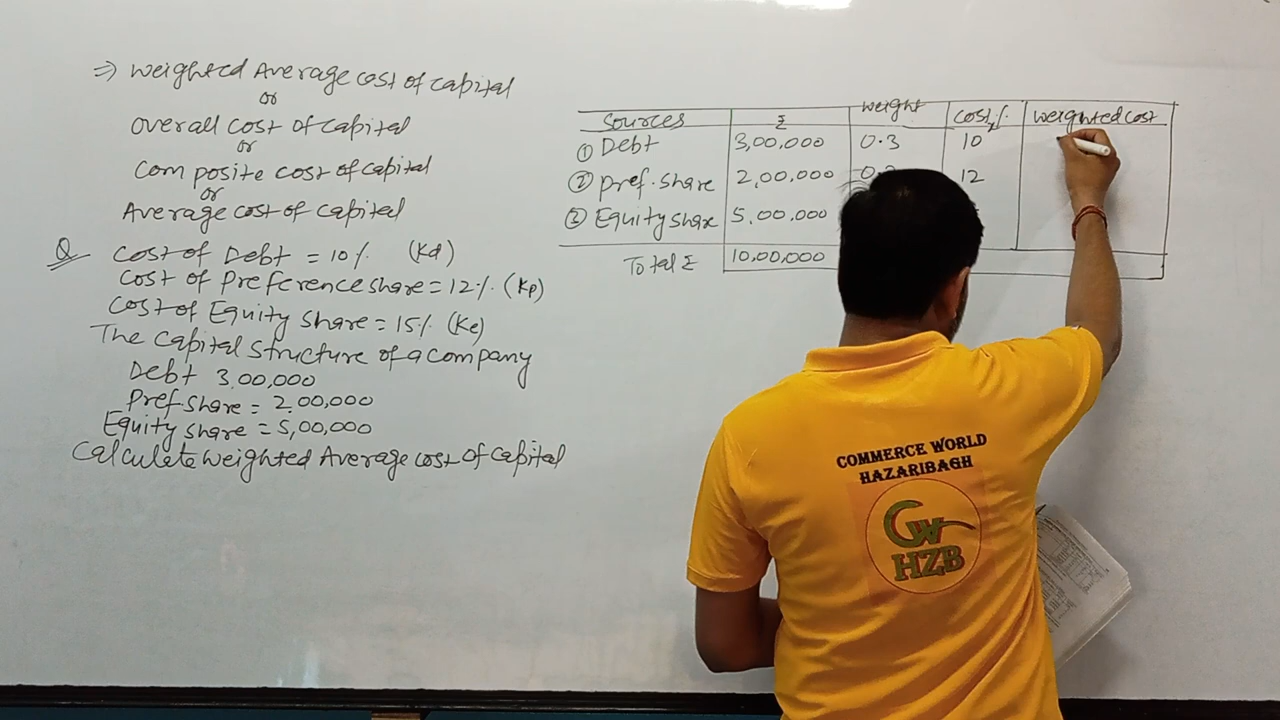 ⇒ Weighted Average cost of capital
or
overall cost of capital
or
Composite cost of capital
or
Average cost of capital
Q Cost of Debt = 10% (Kd)
Cost of Preference share = 12% (Kp)
Cost of Equity share = 15% (Ke)
The Capital structure of a company
Debt 3,00,000
Pref. share = 2,00,000
Equity share = 5,00,000
Calculate weighted Average cost of capital
Sources ₹ weight cost% weighted cost
① Debt 3,00,000 0.3 10
② Pref. share 2,00,000 12
② Equity share 5,00,000
Total Σ 10,00,000
COMMERCE WORLD
HAZARIBAGH
CW
HZB